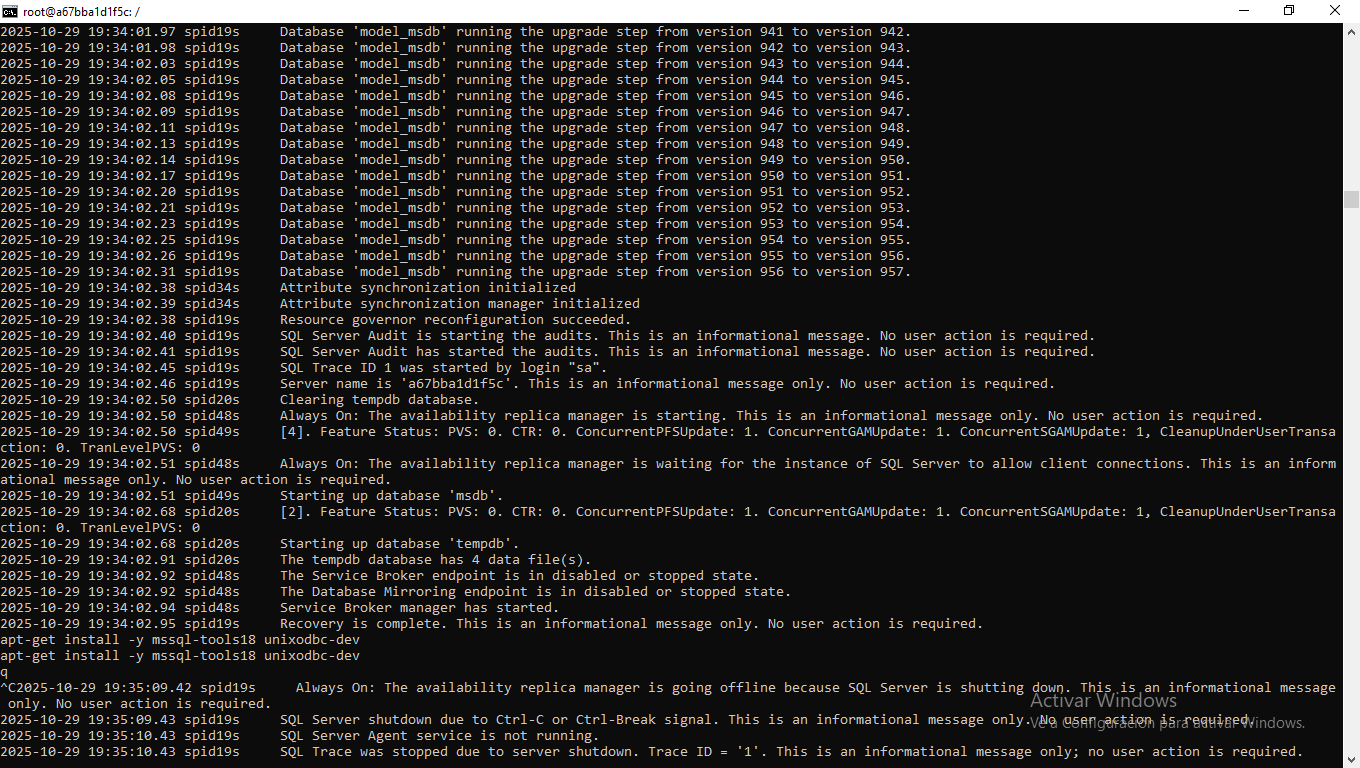 root@a67bba1d1f5c: /
2025-10-29 19:34:01.97 spid19s     Database 'model_msdb' running the upgrade step from version 941 to version 942.
2025-10-29 19:34:01.98 spid19s     Database 'model_msdb' running the upgrade step from version 942 to version 943.
2025-10-29 19:34:02.03 spid19s     Database 'model_msdb' running the upgrade step from version 943 to version 944.
2025-10-29 19:34:02.05 spid19s     Database 'model_msdb' running the upgrade step from version 944 to version 945.
2025-10-29 19:34:02.08 spid19s     Database 'model_msdb' running the upgrade step from version 945 to version 946.
2025-10-29 19:34:02.09 spid19s     Database 'model_msdb' running the upgrade step from version 946 to version 947.
2025-10-29 19:34:02.11 spid19s     Database 'model_msdb' running the upgrade step from version 947 to version 948.
2025-10-29 19:34:02.13 spid19s     Database 'model_msdb' running the upgrade step from version 948 to version 949.
2025-10-29 19:34:02.14 spid19s     Database 'model_msdb' running the upgrade step from version 949 to version 950.
2025-10-29 19:34:02.17 spid19s     Database 'model_msdb' running the upgrade step from version 950 to version 951.
2025-10-29 19:34:02.20 spid19s     Database 'model_msdb' running the upgrade step from version 951 to version 952.
2025-10-29 19:34:02.21 spid19s     Database 'model_msdb' running the upgrade step from version 952 to version 953.
2025-10-29 19:34:02.23 spid19s     Database 'model_msdb' running the upgrade step from version 953 to version 954.
2025-10-29 19:34:02.25 spid19s     Database 'model_msdb' running the upgrade step from version 954 to version 955.
2025-10-29 19:34:02.26 spid19s     Database 'model_msdb' running the upgrade step from version 955 to version 956.
2025-10-29 19:34:02.31 spid19s     Database 'model_msdb' running the upgrade step from version 956 to version 957.
2025-10-29 19:34:02.38 spid34s     Attribute synchronization initialized
2025-10-29 19:34:02.39 spid34s     Attribute synchronization manager initialized
2025-10-29 19:34:02.38 spid19s     Resource governor reconfiguration succeeded.
2025-10-29 19:34:02.40 spid19s     SQL Server Audit is starting the audits. This is an informational message. No user action is required.
2025-10-29 19:34:02.41 spid19s     SQL Server Audit has started the audits. This is an informational message. No user action is required.
2025-10-29 19:34:02.45 spid19s     SQL Trace ID 1 was started by login "sa".
2025-10-29 19:34:02.46 spid19s     Server name is 'a67bba1d1f5c'. This is an informational message only. No user action is required.
2025-10-29 19:34:02.50 spid20s     Clearing tempdb database.
2025-10-29 19:34:02.50 spid48s     Always On: The availability replica manager is starting. This is an informational message only. No user action is required.
2025-10-29 19:34:02.50 spid49s     [4]. Feature Status: PVS: 0. CTR: 0. ConcurrentPFSUpdate: 1. ConcurrentGAMUpdate: 1. ConcurrentSGAMUpdate: 1, CleanupUnderUserTransa
ction: 0. TranLevelPVS: 0
2025-10-29 19:34:02.51 spid48s     Always On: The availability replica manager is waiting for the instance of SQL Server to allow client connections. This is an inform
ational message only. No user action is required.
2025-10-29 19:34:02.51 spid49s     Starting up database 'msdb'.
2025-10-29 19:34:02.68 spid20s     [2]. Feature Status: PVS: 0. CTR: 0. ConcurrentPFSUpdate: 1. ConcurrentGAMUpdate: 1. ConcurrentSGAMUpdate: 1, CleanupUnderUserTransa
ction: 0. TranLevelPVS: 0
2025-10-29 19:34:02.68 spid20s     Starting up database 'tempdb'.
2025-10-29 19:34:02.91 spid20s     The tempdb database has 4 data file(s).
2025-10-29 19:34:02.92 spid48s     The Service Broker endpoint is in disabled or stopped state.
2025-10-29 19:34:02.92 spid48s     The Database Mirroring endpoint is in disabled or stopped state.
2025-10-29 19:34:02.94 spid48s     Service Broker manager has started.
2025-10-29 19:34:02.95 spid19s     Recovery is complete. This is an informational message only. No user action is required.
apt-get install -y mssql-tools18 unixodbc-dev
apt-get install -y mssql-tools18 unixodbc-dev
q
^C2025-10-29 19:35:09.42 spid19s     Always On: The availability replica manager is going offline because SQL Server is shutting down. This is an informational message
 only. No user action is required.
2025-10-29 19:35:09.43 spid19s     SQL Server shutdown due to Ctrl-C or Ctrl-Break signal. This is an informational message only. No user action is required.
2025-10-29 19:35:10.43 spid19s     SQL Server Agent service is not running.
2025-10-29 19:35:10.43 spid19s     SQL Trace was stopped due to server shutdown. Trace ID = '1'. This is an informational message only; no user action is required.
Activar Windows
Ve a Configuración para activar Windows.